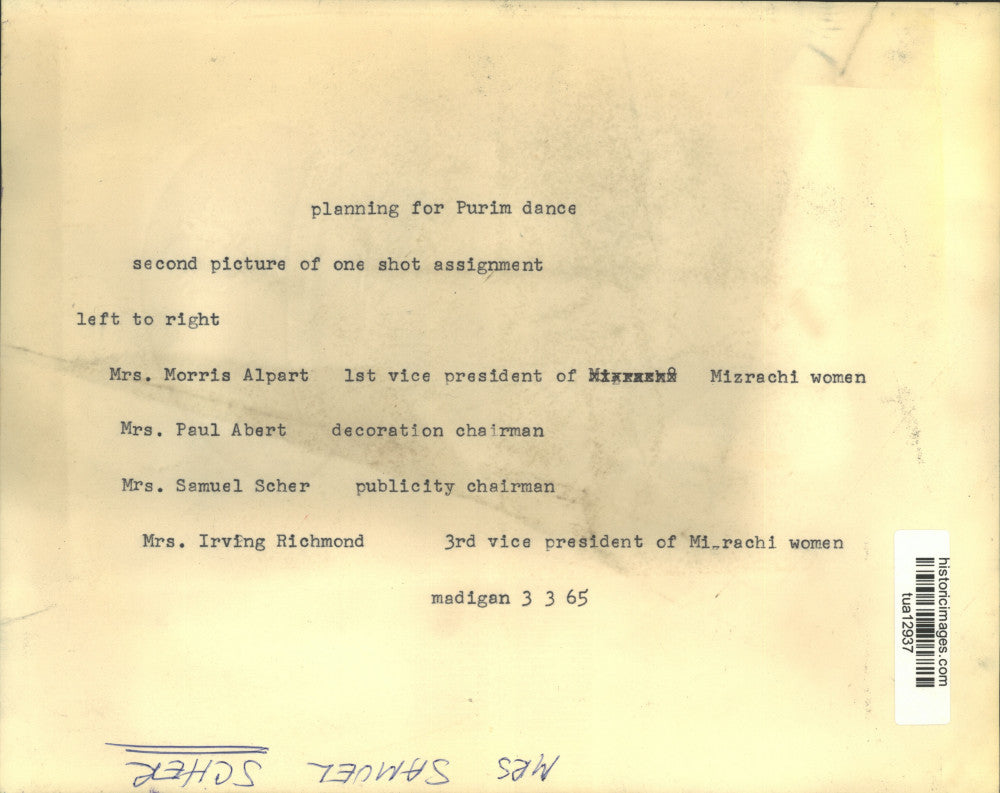 planning for Purim dance
second picture of one shot assignment
left to right
Mrs. Morris Alpart 1st vice president of Mizrachi women
Mrs. Paul Abert decoration chairman
Mrs. Samuel Scher publicity chairman
Mrs. Irving Richmond 3rd vice president of Mi_rachi women
madigan 3 3 65
historicimages.com
tua12937
MRS SAMUEL SCHER